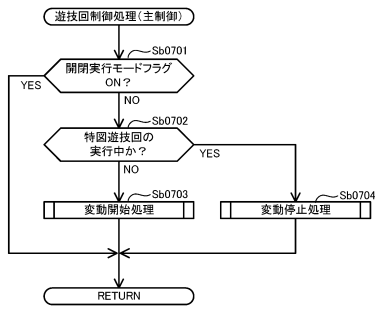 遊技回制御処理(主制御)
Sb0701
開閉実行モードフラグ
ON?
YES
NO
Sb0702
特図遊技回の
実行中か?
YES
NO
Sb0703
変動開始処理
Sb0704
変動停止処理
RETURN